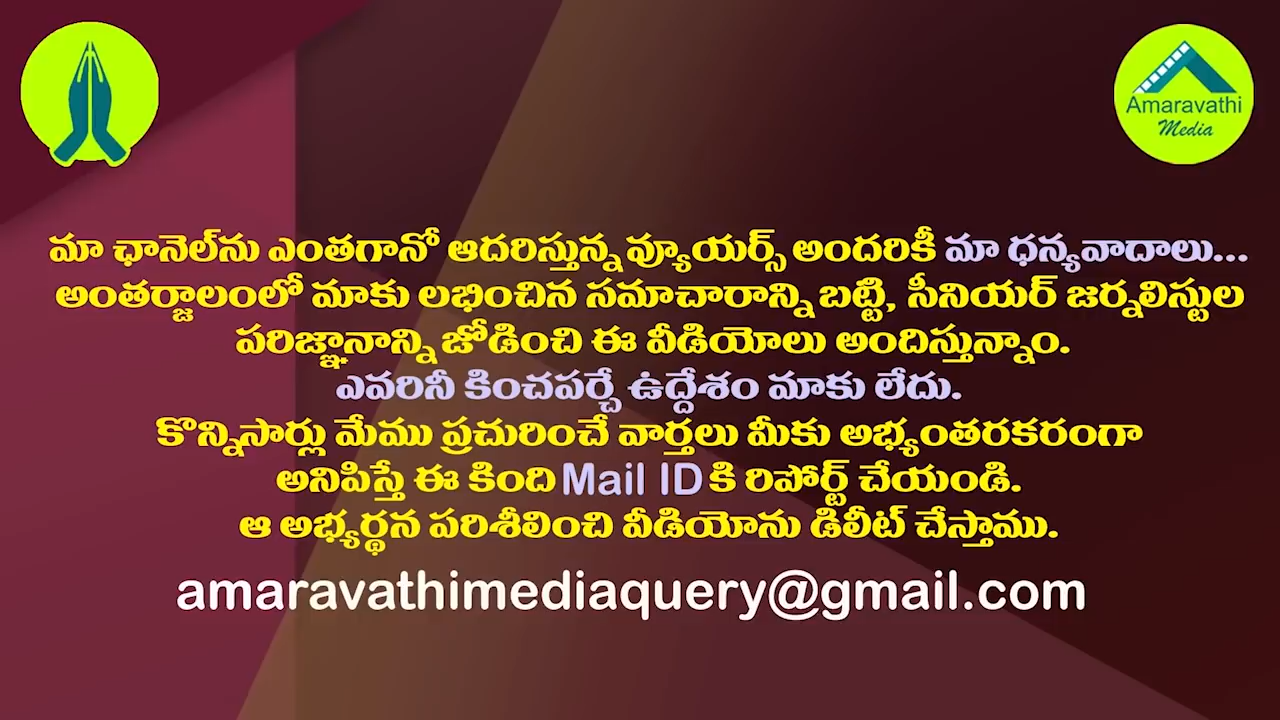 Amaravathi
Media
మా ఛానెల్‌ను ఎంతగానో ఆదరిస్తున్న వ్యూయర్స్ అందరికీ మా ధన్యవాదాలు...
అంతర్జాలంలో మాకు లభించిన సమాచారాన్ని బట్టి, సీనియర్ జర్నలిస్టుల
పరిజ్ఞానాన్ని జోడించి ఈ వీడియోలు అందిస్తున్నాం.
ఎవరినీ కించపర్చే ఉద్దేశం మాకు లేదు.
కొన్నిసార్లు మేము ప్రచురించే వార్తలు మీకు అభ్యంతరకరంగా
అనిపిస్తే ఈ కింది Mail ID కి రిపోర్ట్ చేయండి.
ఆ అభ్యర్థన పరిశీలించి వీడియోను డిలీట్ చేస్తాము.
amaravathimediaquery@gmail.com